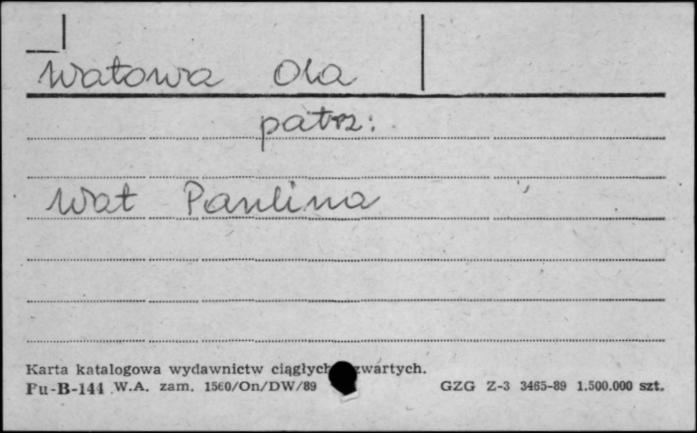 Watowa Ola
patrz:
Wat Paulina
Karta katalogowa wydawnictw ciągłych zwartych.
Pu-B-144 W.A. zam. 1560/On/DW/89 GZG Z-3 3465-89 1.500.000 szt.